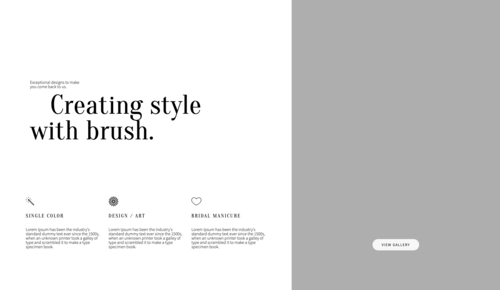 Exceptional designs to make
you come back to us.
Creating style
with brush.
SINGLE COLOR
Lorem Ipsum has been the industry's
standard dummy text ever since the 1500s,
when an unknown printer took a galley of
type and scrambled it to make a type
specimen book.
DESIGN / ART
Lorem Ipsum has been the industry's
standard dummy text ever since the 1500s,
when an unknown printer took a galley of
type and scrambled it to make a type
specimen book.
BRIDAL MANICURE
Lorem Ipsum has been the industry's
standard dummy text ever since the 1500s,
when an unknown printer took a galley of
type and scrambled it to make a type
specimen book.
VIEW GALLERY